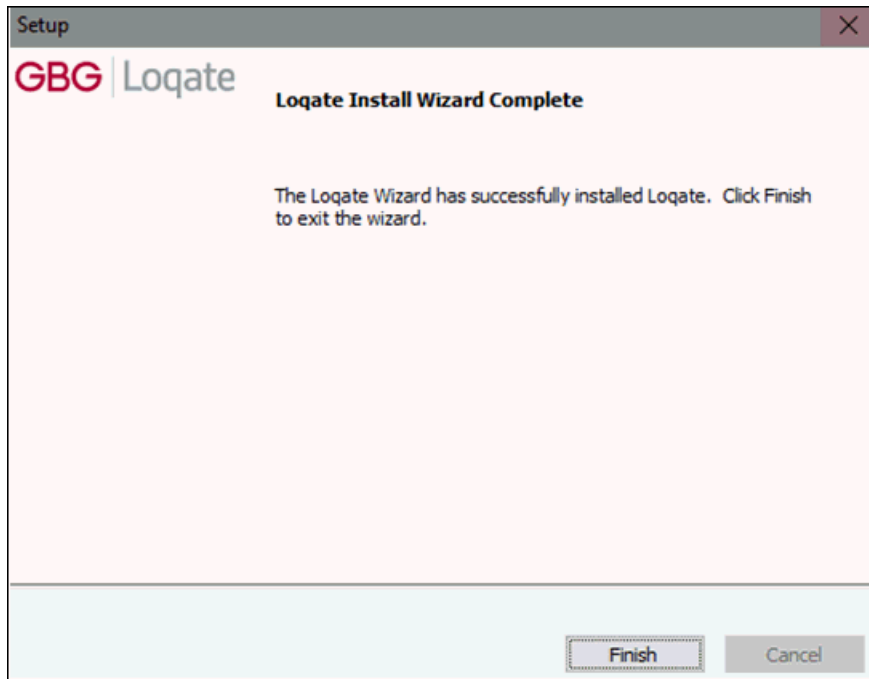 Setup
GBG Loqate
Loqate Install Wizard Complete
The Loqate Wizard has successfully installed Loqate. Click Finish
to exit the wizard.
Finish Cancel